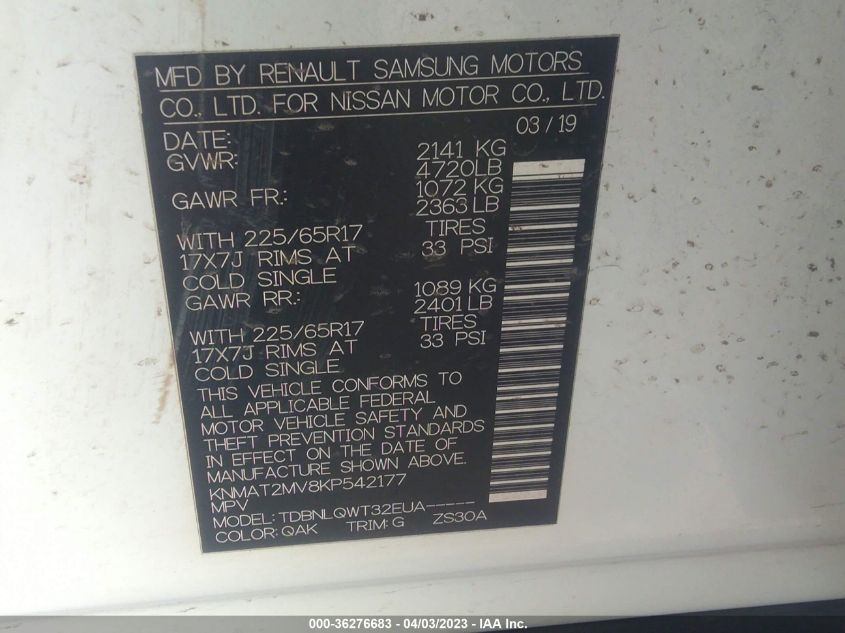 MFD BY RENAULT SAMSUNG MOTORS
CO., LTD. FOR NISSAN MOTOR CO., LTD.
DATE: 03 / 19
GVWR: 2141 KG
4720LB
GAWR FR.: 1072 KG
2363 LB
WITH 225/65R17 TIRES
17X7J RIMS AT 33 PSI
COLD SINGLE
GAWR RR.: 1089 KG
2401 LB
WITH 225/65R17 TIRES
17X7J RIMS AT 33 PSI
COLD SINGLE
THIS VEHICLE CONFORMS TO
ALL APPLICABLE FEDERAL
MOTOR VEHICLE SAFETY AND
THEFT PREVENTION STANDARDS
IN EFFECT ON THE DATE OF
MANUFACTURE SHOWN ABOVE.
KNMAT2MV8KP542177
MPV
MODEL: TDBNLQWT32EUA-----
COLOR: QAK TRIM: G ZS30A
000-36276683 - 04/03/2023 - IAA Inc.